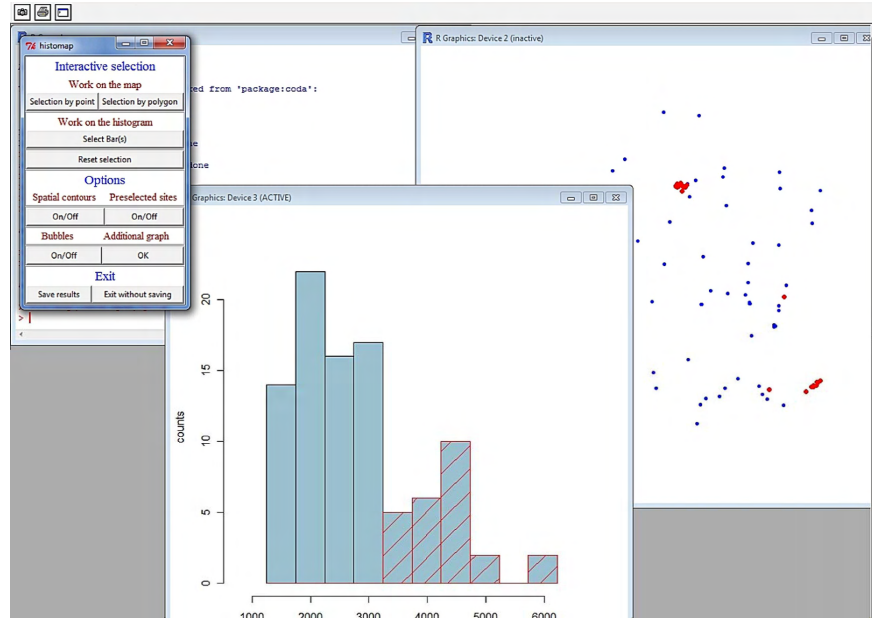 histomap
Interactive selection
Work on the map
Selection by point Selection by polygon
Work on the histogram
Select Bar(s)
Reset selection
Options
Spatial contours Preselected sites
On/Off On/Off
Bubbles Additional graph
On/Off OK
Exit
Save results Exit without saving
from 'package:coda':
>
R Graphics: Device 2 (inactive)
Graphics: Device 3 (ACTIVE)
20
15
10
5
0
counts
1000 2000 3000 4000 5000 6000